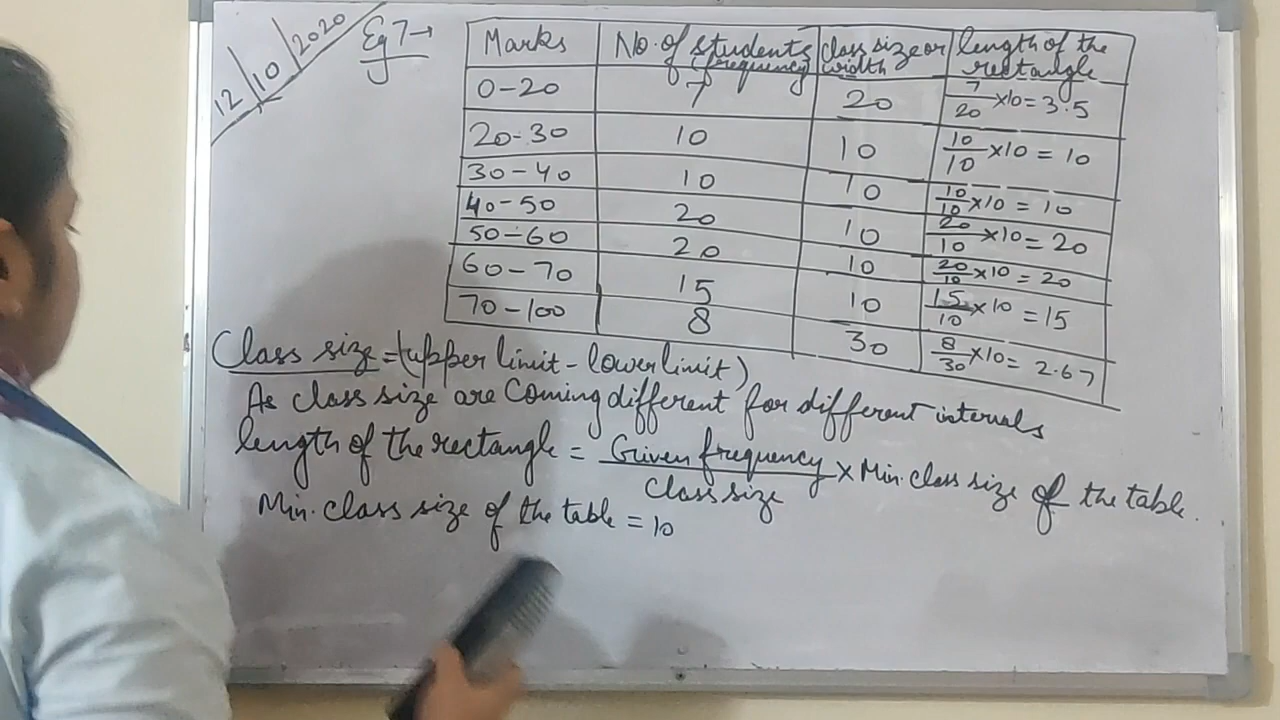 12/10/2020
Eg 7→
Marks No. of students (frequency) class size or width length of the rectangle
0-20 7 20 7/20 ×10 = 3.5
20-30 10 10 10/10 ×10 = 10
30-40 10 10 10/10 ×10 = 10
40-50 20 10 20/10 ×10 = 20
50-60 20 10 20/10 ×10 = 20
60-70 15 10 15/10 ×10 = 15
70-100 8 30 8/30 ×10 = 2.67
Class size = (upper limit - lower limit)
As class size are coming different for different intervals
length of the rectangle = Given frequency/Class size × Min. class size of the table.
Min. class size of the table = 10